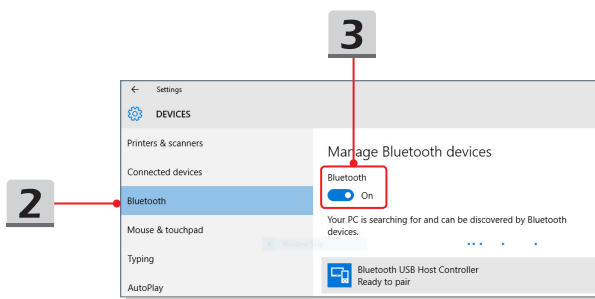 3
← Settings
DEVICES
Printers & scanners
Connected devices
Bluetooth
Mouse & touchpad
Typing
AutoPlay
2
Manage Bluetooth devices
Bluetooth
On
Your PC is searching for and can be discovered by Bluetooth
devices.
Bluetooth USB Host Controller
Ready to pair